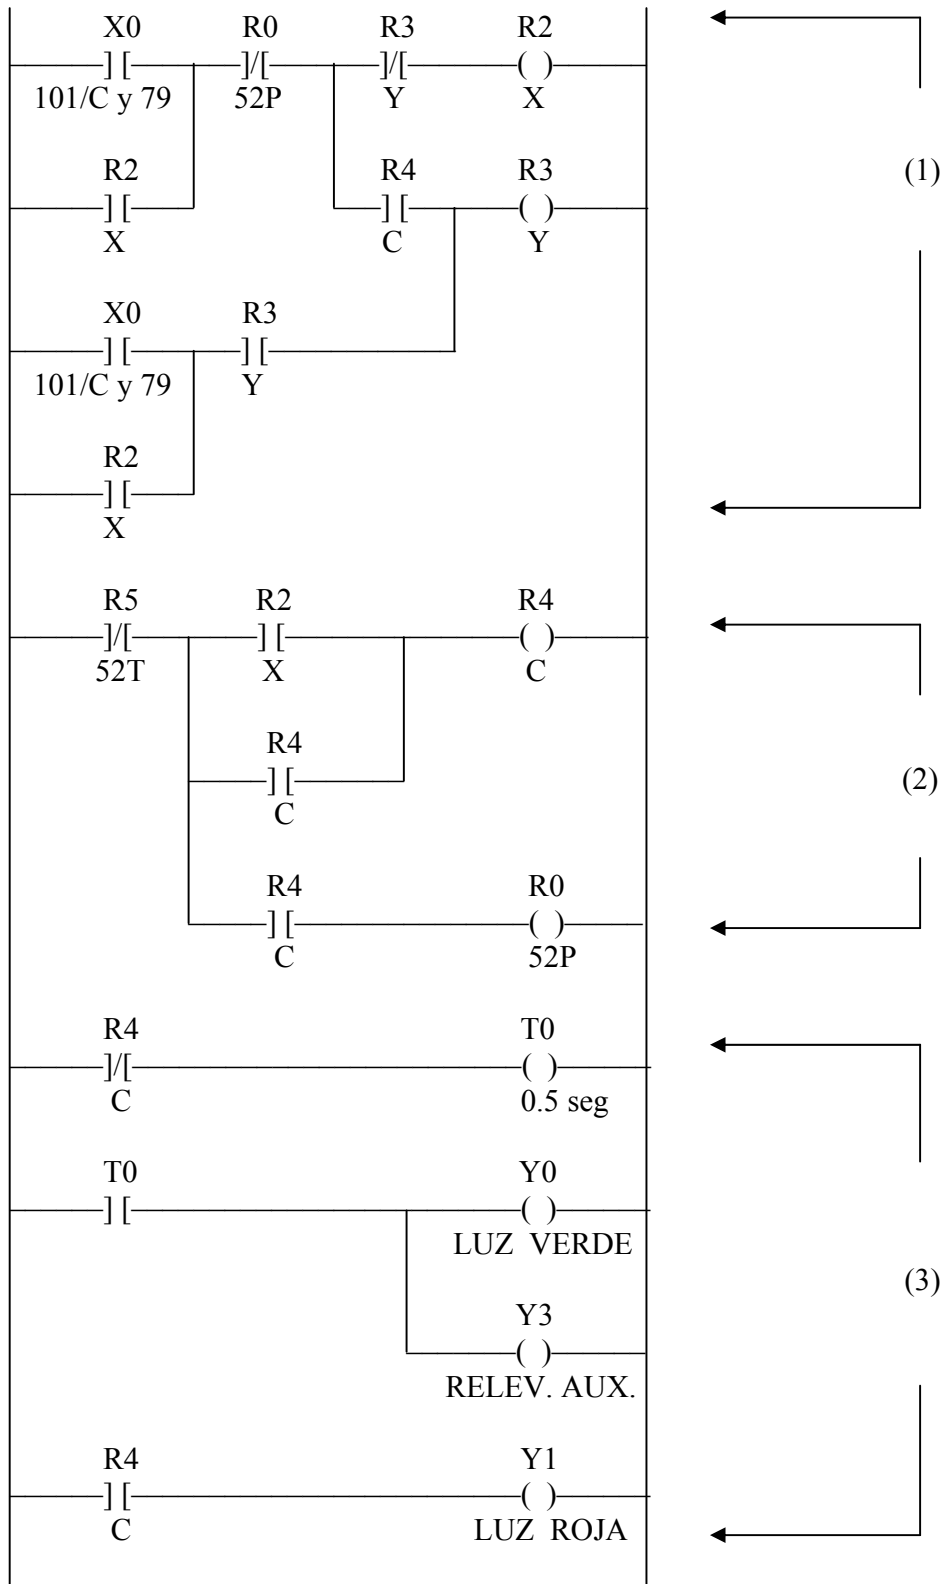 X0 R0 R3 R2
] [ ]/[ ]/[ ( )
101/C y 79 52P Y X
R2 R4 R3
] [ ] [ ( )
X C Y
(1)
X0 R3
] [ ] [
101/C y 79 Y
R2
] [
X
R5 R2 R4
]/[ ] [ ( )
52T X C
R4
] [
C
(2)
R4 R0
] [ ( )
C 52P
R4 T0
]/[ ( )
C 0.5 seg
T0 Y0
] [ ( )
LUZ VERDE
(3)
Y3
( )
RELEV. AUX.
R4 Y1
] [ ( )
C LUZ ROJA